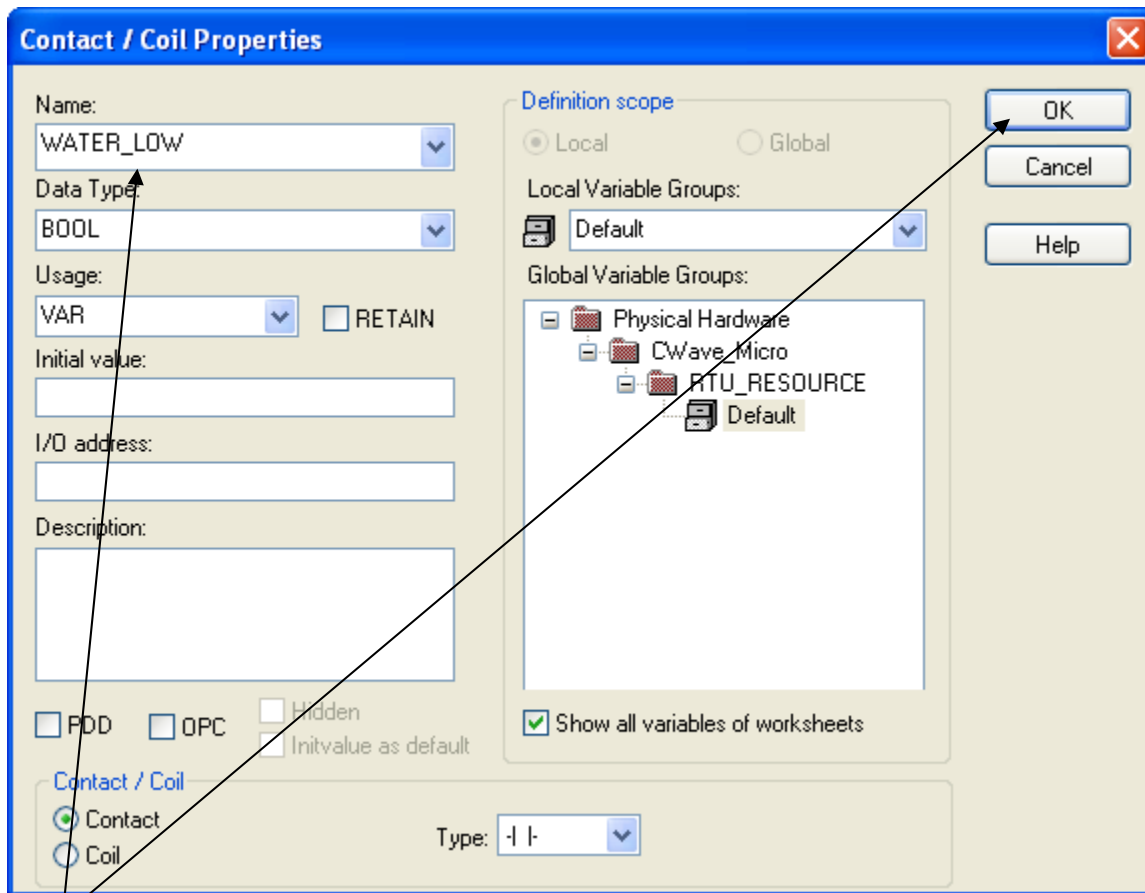 Contact / Coil Properties
Name:
WATER_LOW
Data Type:
BOOL
Usage:
VAR
RETAIN
Initial value:
I/O address:
Description:
PDD
OPC
Hidden
Initvalue as default
Definition scope
Local
Global
Local Variable Groups:
Default
Global Variable Groups:
Physical Hardware
CWave_Micro
RTU_RESOURCE
Default
Show all variables of worksheets
OK
Cancel
Help
Contact / Coil
Contact
Coil
Type: -| |-